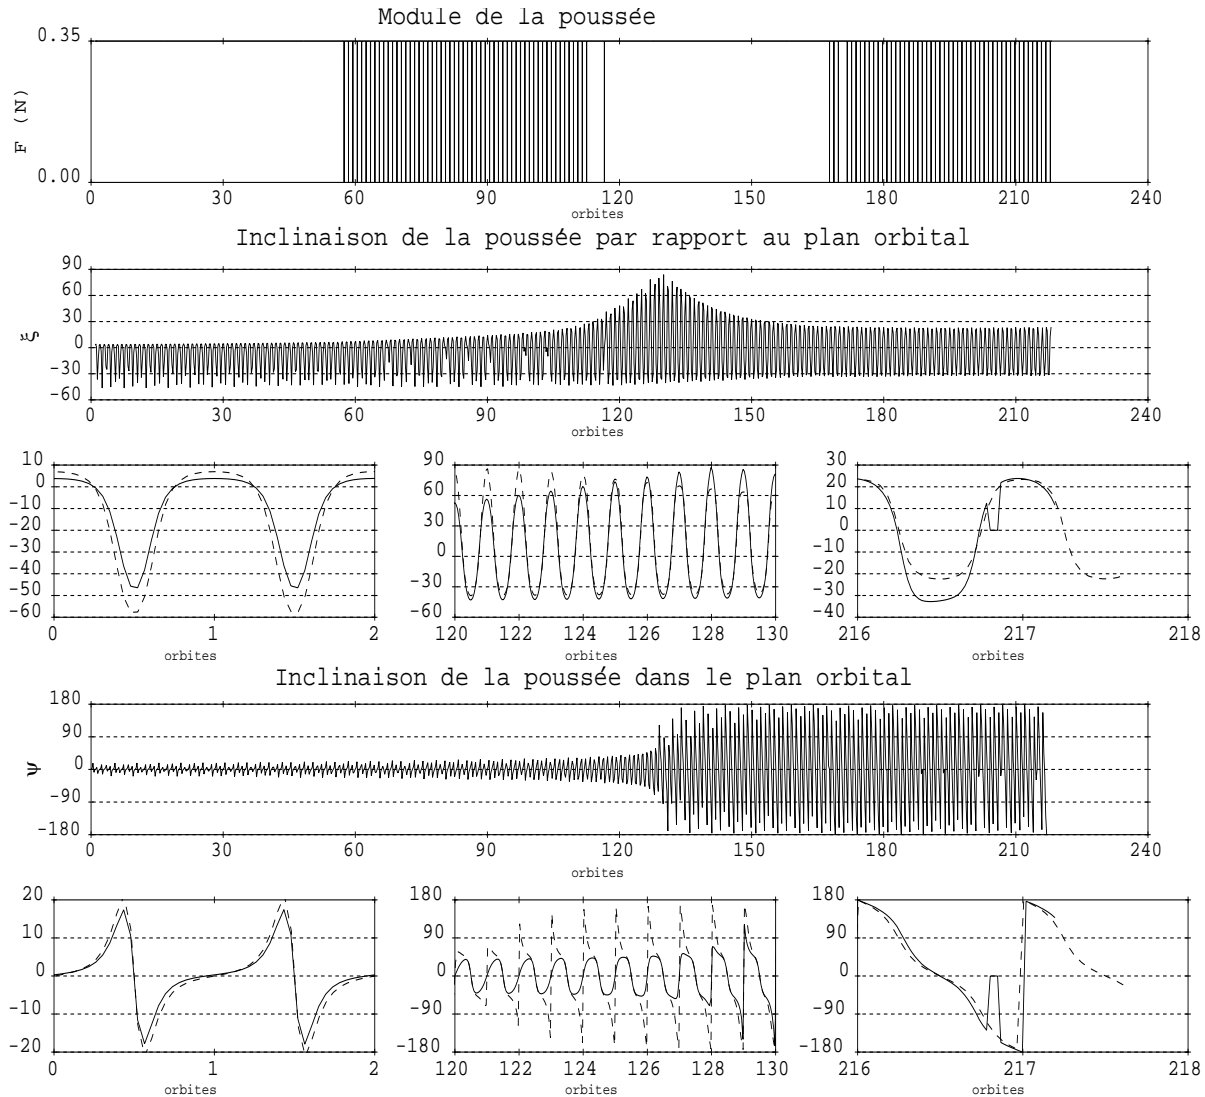 Module de la poussée
0.35
F (N)
0.00
0 30 60 90 120 150 180 210 240
orbites
Inclinaison de la poussée par rapport au plan orbital
90
60
30
ξ 0
-30
-60
0 30 60 90 120 150 180 210 240
orbites
10 90 30
0 60 20
-10 30 10
-20 0 0
-30 -30 -10
-40 -60 -20
-50 -30
-60 -40
0 1 2 120 122 124 126 128 130 216 217 218
orbites orbites orbites
Inclinaison de la poussée dans le plan orbital
180
90
ψ 0
-90
-180
0 30 60 90 120 150 180 210 240
orbites
20 180 180
10 90 90
0 0 0
-10 -90 -90
-20 -180 -180
0 1 2 120 122 124 126 128 130 216 217 218
orbites orbites orbites